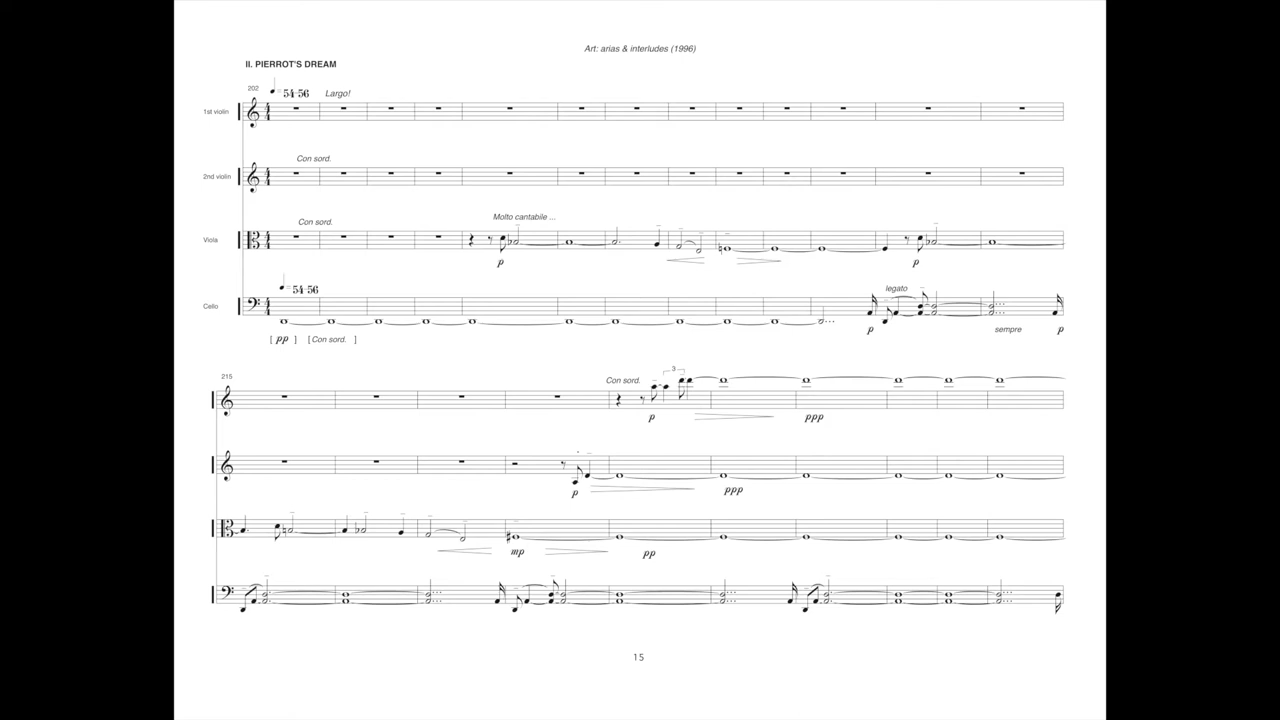 Art: arias & interludes (1996)
II. PIERROT'S DREAM
202
= 54-56 Largo!
1st violin
Con sord.
2nd violin
Con sord.
Molto cantabile ...
Viola
p
p
= 54-56
legato
Cello
p
sempre
p
[ pp ] [ Con sord. ]
215
Con sord.
3
p
ppp
p
ppp
mp
pp
15